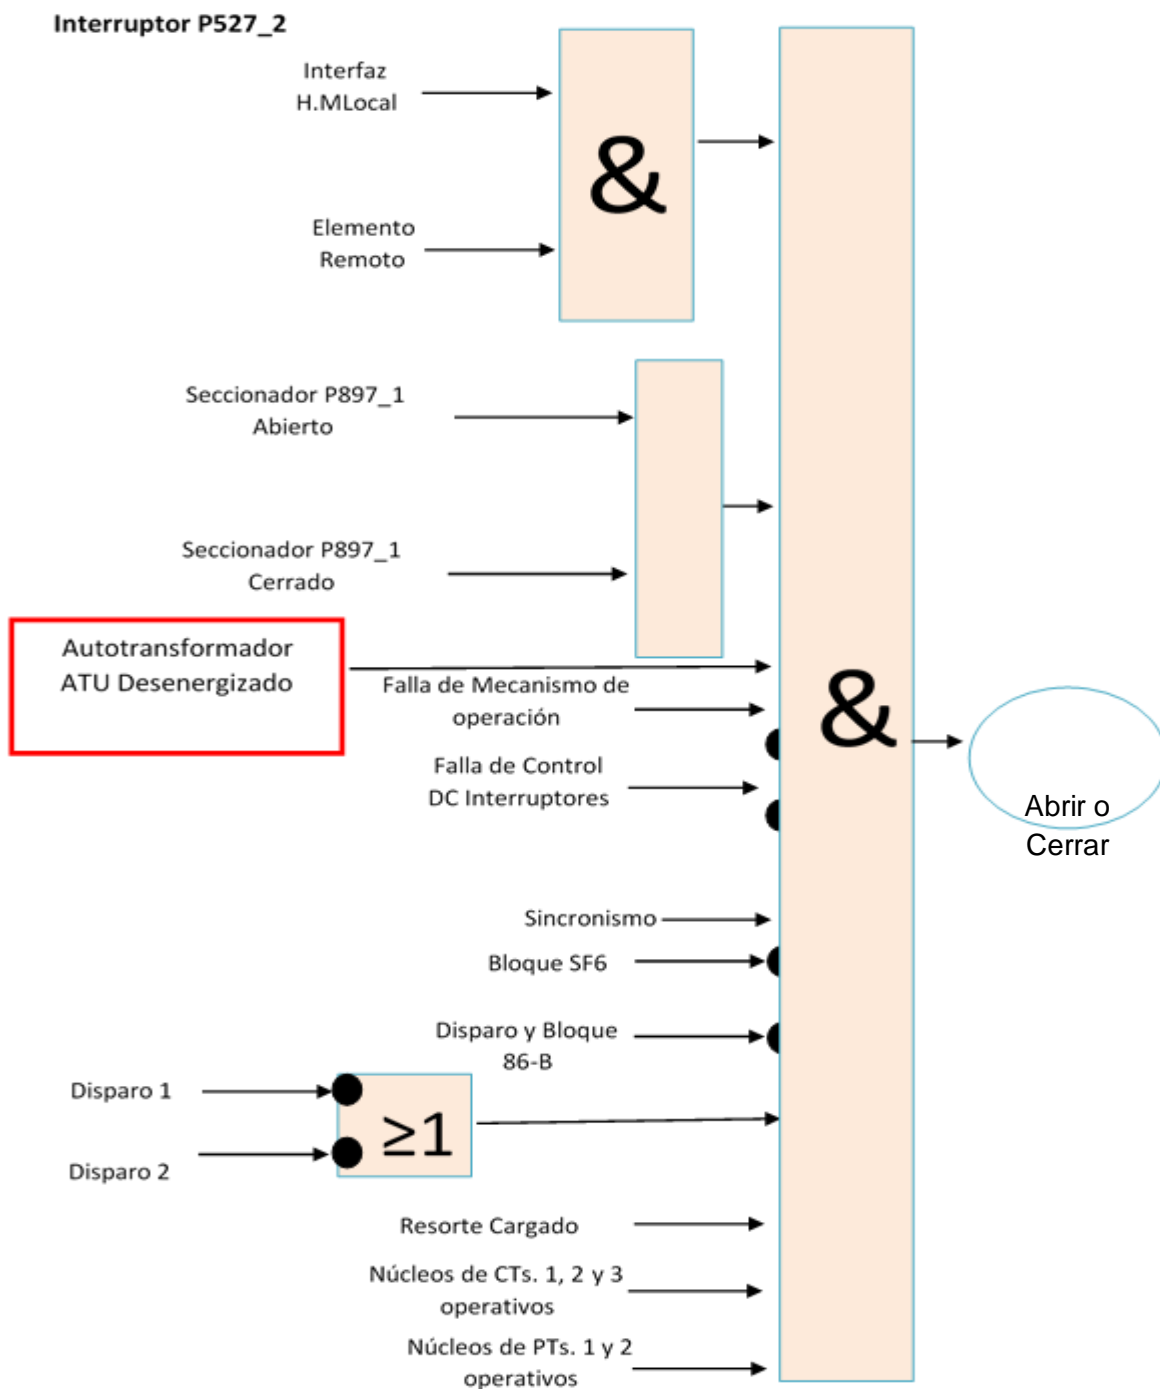 Interruptor P527_2
Interfaz
H.MLocal
&
Elemento
Remoto
Seccionador P897_1
Abierto
Seccionador P897_1
Cerrado
Autotransformador
ATU Desenergizado
Falla de Mecanismo de
operación
&
Falla de Control
DC Interruptores
Abrir o
Cerrar
Sincronismo
Bloque SF6
Disparo y Bloque
86-B
Disparo 1
≥1
Disparo 2
Resorte Cargado
Núcleos de CTs. 1, 2 y 3
operativos
Núcleos de PTs. 1 y 2
operativos